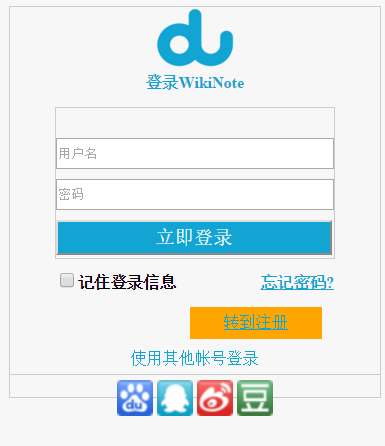 du
登录WikiNote
用户名
密码
立即登录
记住登录信息 忘记密码?
转到注册
使用其他帐号登录
du 豆